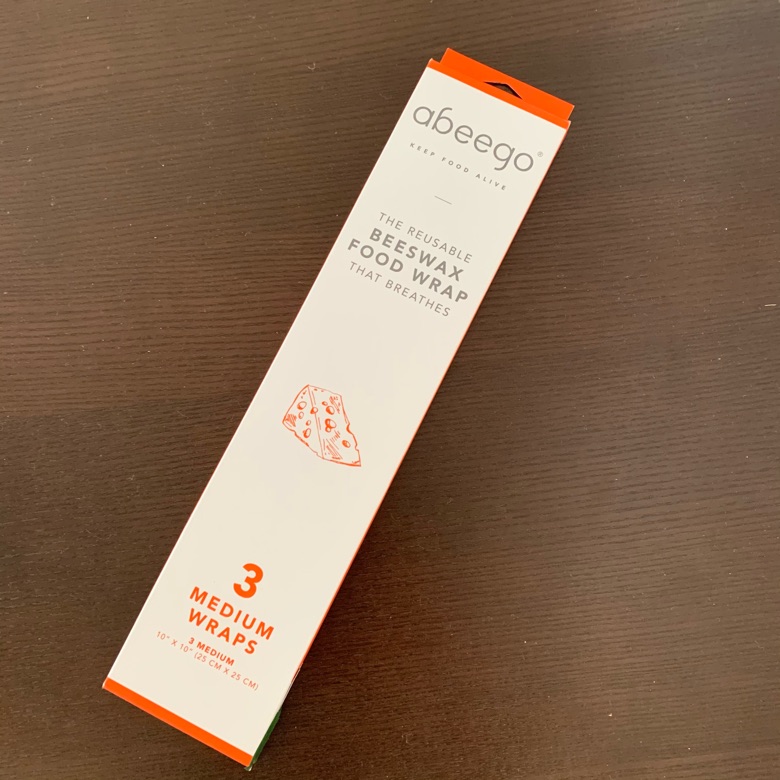 abeego®
KEEP FOOD ALIVE
THE REUSABLE
BEESWAX
FOOD WRAP
THAT BREATHES
3
MEDIUM
WRAPS
3 MEDIUM
10" X 10" (25 CM X 25 CM)